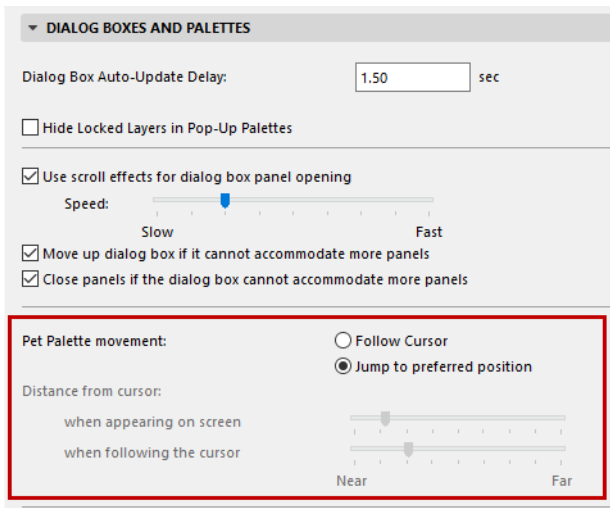 DIALOG BOXES AND PALETTES
Dialog Box Auto-Update Delay: 1.50 sec
Hide Locked Layers in Pop-Up Palettes
Use scroll effects for dialog box panel opening
Speed:
Slow Fast
Move up dialog box if it cannot accommodate more panels
Close panels if the dialog box cannot accommodate more panels
Pet Palette movement: Follow Cursor
Jump to preferred position
Distance from cursor:
when appearing on screen
when following the cursor
Near Far